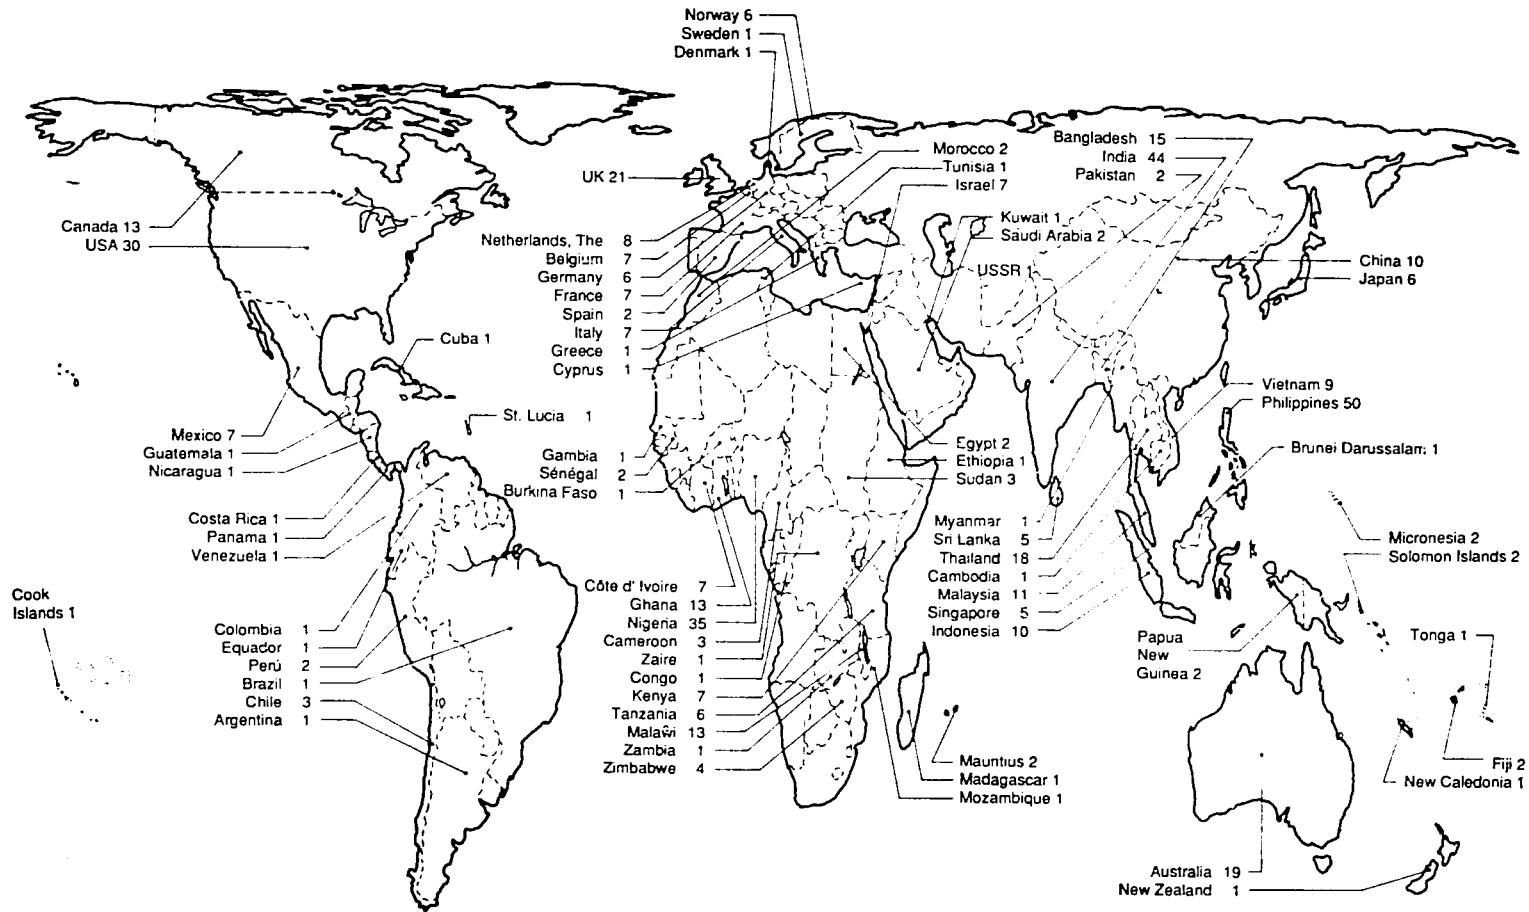 Norway 6
Sweden 1
Denmark 1
UK 21
Morocco 2
Tunisia 1
Israel 7
Bangladesh 15
India 44
Pakistan 2
Canada 13
USA 30
Netherlands, The 8
Belgium 7
Germany 6
France 7
Spain 2
Italy 7
Greece 1
Cyprus 1
Kuwait 1
Saudi Arabia 2
USSR 1
China 10
Japan 6
Cuba 1
St. Lucia 1
Mexico 7
Guatemala 1
Nicaragua 1
Gambia 1
Sénégal 2
Burkina Faso 1
Egypt 2
Ethiopia 1
Sudan 3
Vietnam 9
Philippines 50
Brunei Darussalam 1
Costa Rica 1
Panama 1
Venezuela 1
Myanmar 1
Sri Lanka 5
Thailand 18
Cambodia 1
Malaysia 11
Singapore 5
Indonesia 10
Micronesia 2
Solomon Islands 2
Cook
Islands 1
Colombia 1
Equador 1
Perú 2
Brazil 1
Chile 3
Argentina 1
Côte d' Ivoire 7
Ghana 13
Nigeria 35
Cameroon 3
Zaire 1
Congo 1
Kenya 7
Tanzania 6
Malawi 13
Zambia 1
Zimbabwe 4
Papua
New
Guinea 2
Tonga 1
Mauritius 2
Madagascar 1
Mozambique 1
Fiji 2
New Caledonia 1
Australia 19
New Zealand 1